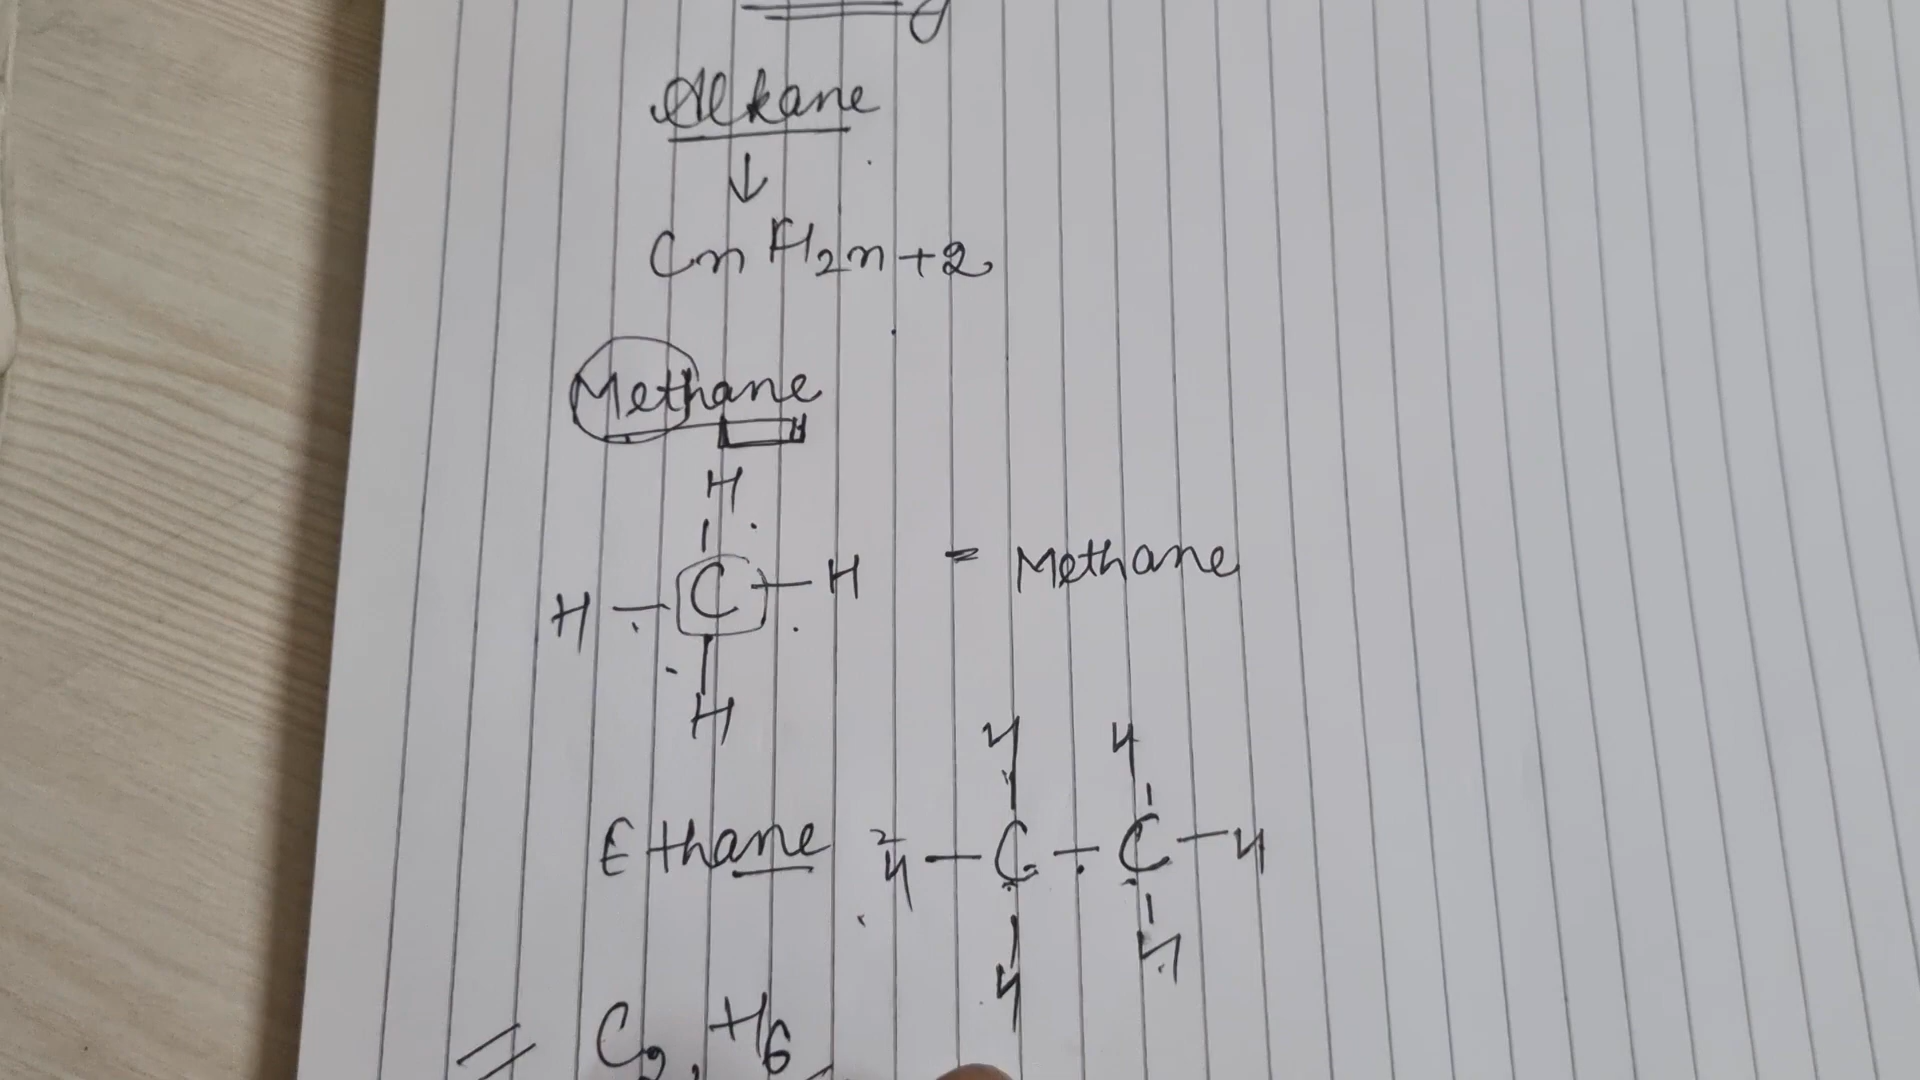 Alkane
↓
CnH2n+2
Methane
H
H - C - H = Methane
H
H H
Ethane H - C - C - H
H H
= C2H6